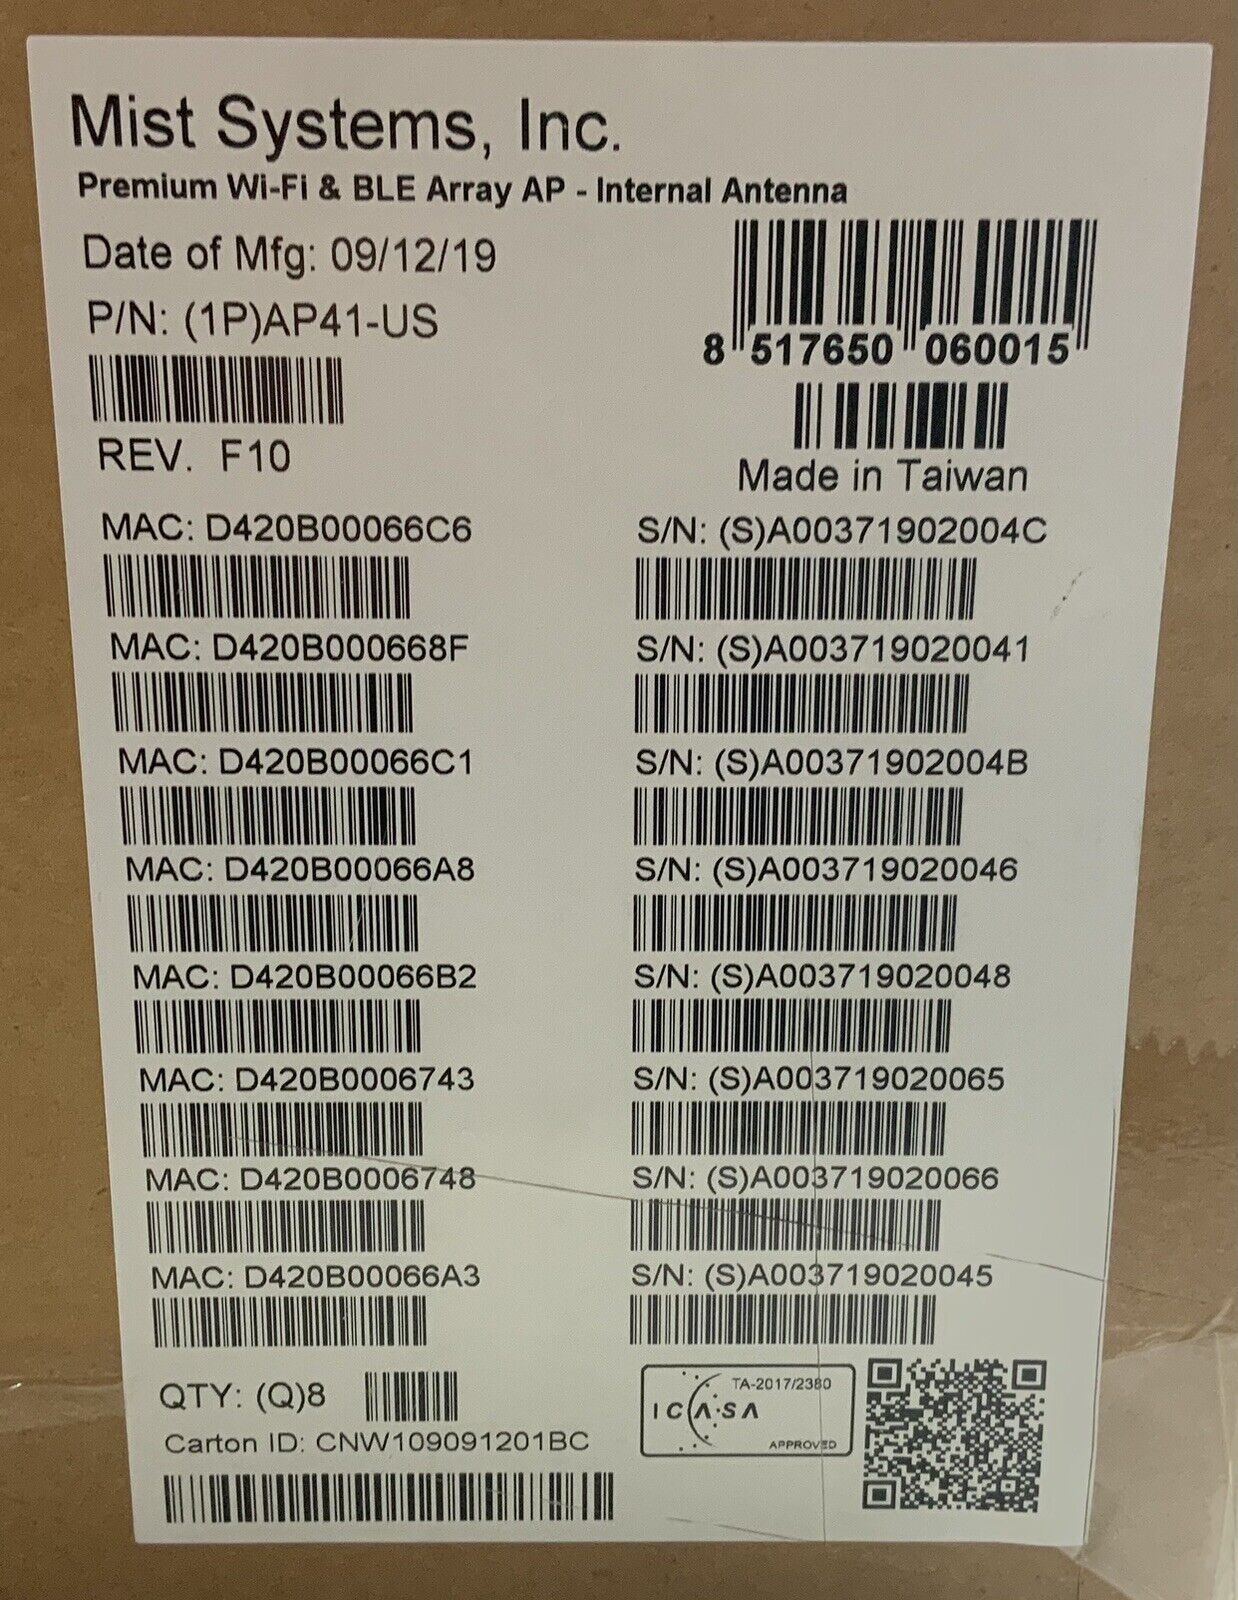 Mist Systems, Inc.
Premium Wi-Fi & BLE Array AP - Internal Antenna
Date of Mfg: 09/12/19
P/N: (1P)AP41-US
8 517650 060015
REV. F10
Made in Taiwan
MAC: D420B00066C6 S/N: (S)A00371902004C
MAC: D420B000668F S/N: (S)A003719020041
MAC: D420B00066C1 S/N: (S)A00371902004B
MAC: D420B00066A8 S/N: (S)A003719020046
MAC: D420B00066B2 S/N: (S)A003719020048
MAC: D420B0006743 S/N: (S)A003719020065
MAC: D420B0006748 S/N: (S)A003719020066
MAC: D420B00066A3 S/N: (S)A003719020045
QTY: (Q)8
Carton ID: CNW109091201BC
TA-2017/2380
ICASA
APPROVED